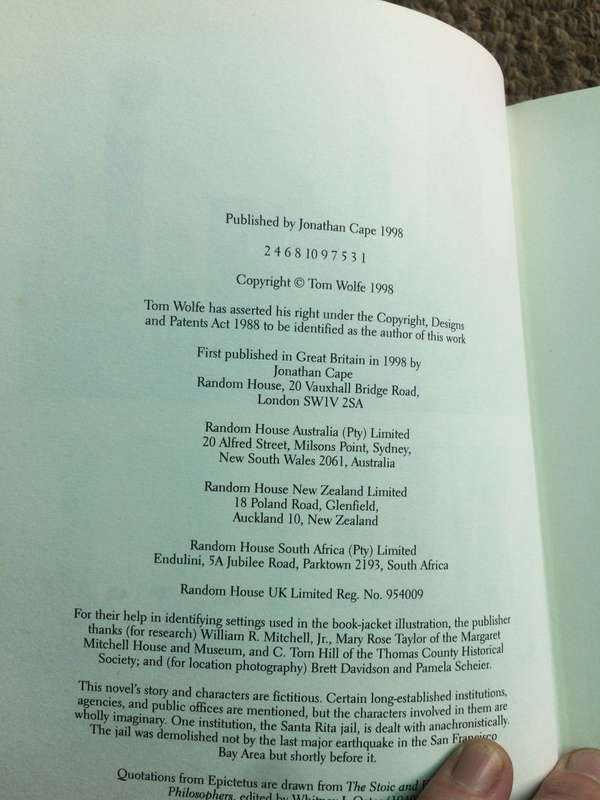 Published by Jonathan Cape 1998
2 4 6 8 10 9 7 5 3 1
Copyright © Tom Wolfe 1998
Tom Wolfe has asserted his right under the Copyright, Designs
and Patents Act 1988 to be identified as the author of this work
First published in Great Britain in 1998 by
Jonathan Cape
Random House, 20 Vauxhall Bridge Road,
London SW1V 2SA
Random House Australia (Pty) Limited
20 Alfred Street, Milsons Point, Sydney,
New South Wales 2061, Australia
Random House New Zealand Limited
18 Poland Road, Glenfield,
Auckland 10, New Zealand
Random House South Africa (Pty) Limited
Endulini, 5A Jubilee Road, Parktown 2193, South Africa
Random House UK Limited Reg. No. 954009
For their help in identifying settings used in the book-jacket illustration, the publisher
thanks (for research) William R. Mitchell, Jr., Mary Rose Taylor of the Margaret
Mitchell House and Museum, and C. Tom Hill of the Thomas County Historical
Society; and (for location photography) Brett Davidson and Pamela Scheier.
This novel's story and characters are fictitious. Certain long-established institutions,
agencies, and public offices are mentioned, but the characters involved in them are
wholly imaginary. One institution, the Santa Rita jail, is dealt with anachronistically.
The jail was demolished not by the last major earthquake in the San Francisco
Bay Area but shortly before it.
Quotations from Epictetus are drawn from The Stoic and
Philosophers, edited by Whitney J.